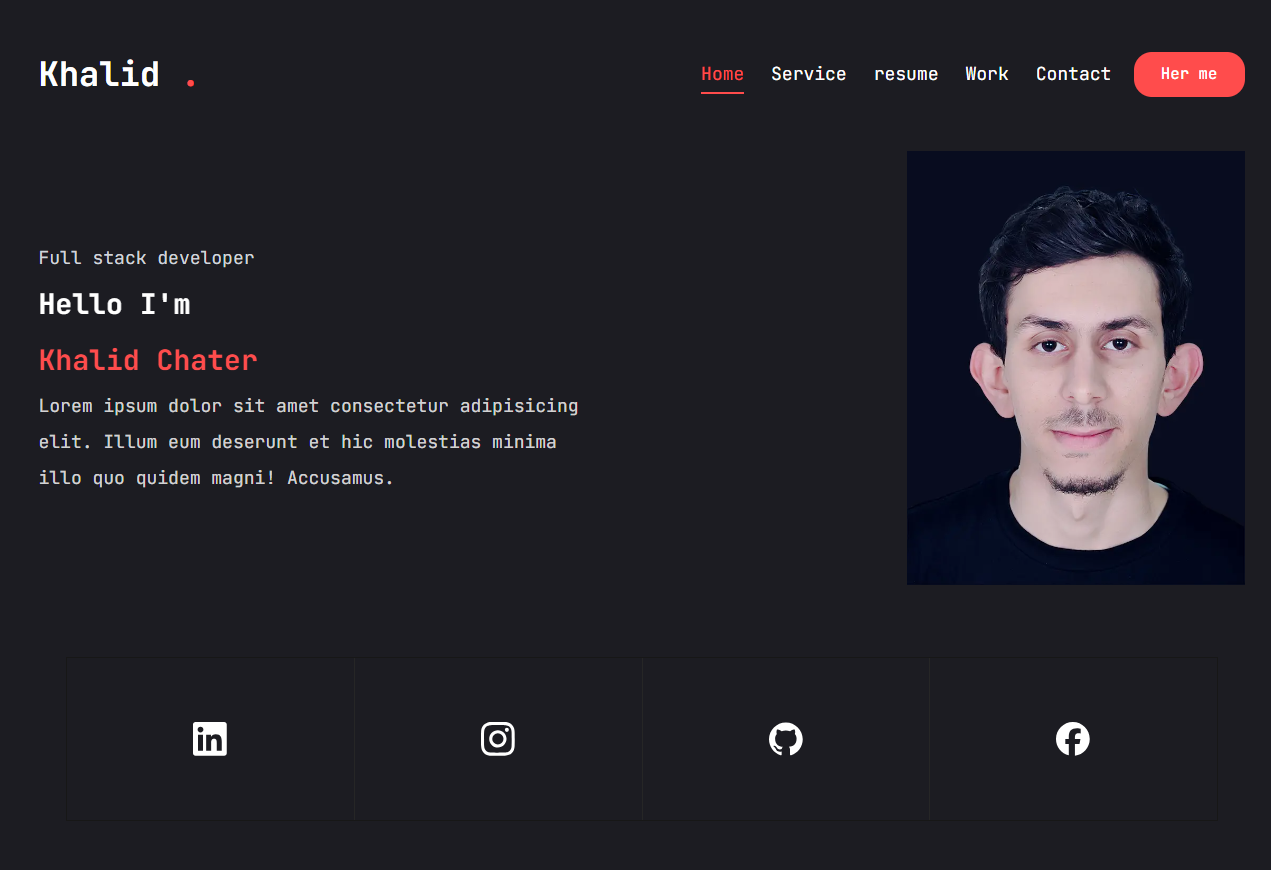 Khalid .
Home Service resume Work Contact Her me
Full stack developer
Hello I'm
Khalid Chater
Lorem ipsum dolor sit amet consectetur adipisicing
elit. Illum eum deserunt et hic molestias minima
illo quo quidem magni! Accusamus.
in